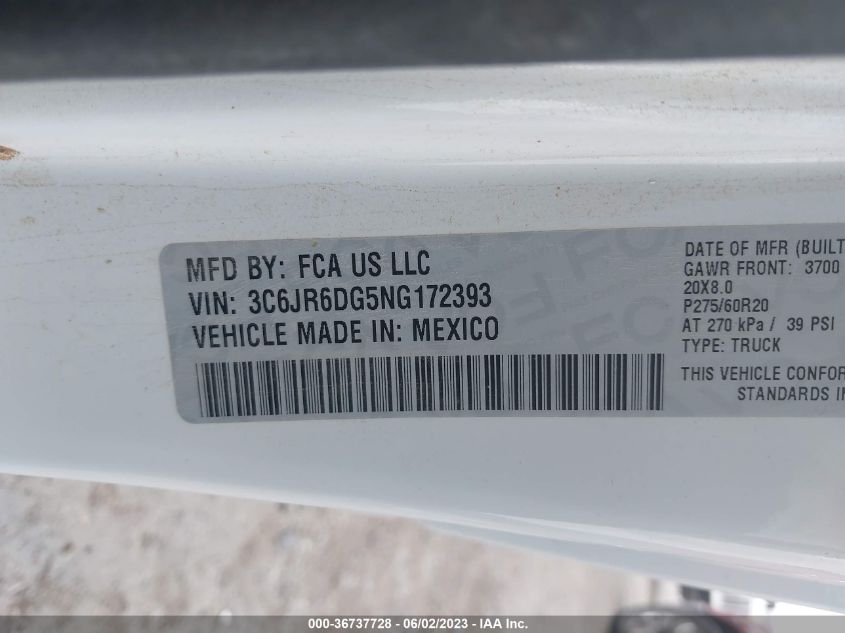 MFD BY: FCA US LLC
VIN: 3C6JR6DG5NG172393
VEHICLE MADE IN: MEXICO
DATE OF MFR (BUILT
GAWR FRONT: 3700
20X8.0
P275/60R20
AT 270 kPa / 39 PSI
TYPE: TRUCK
THIS VEHICLE CONFOR
STANDARDS IN
000-36737728 - 06/02/2023 - IAA Inc.